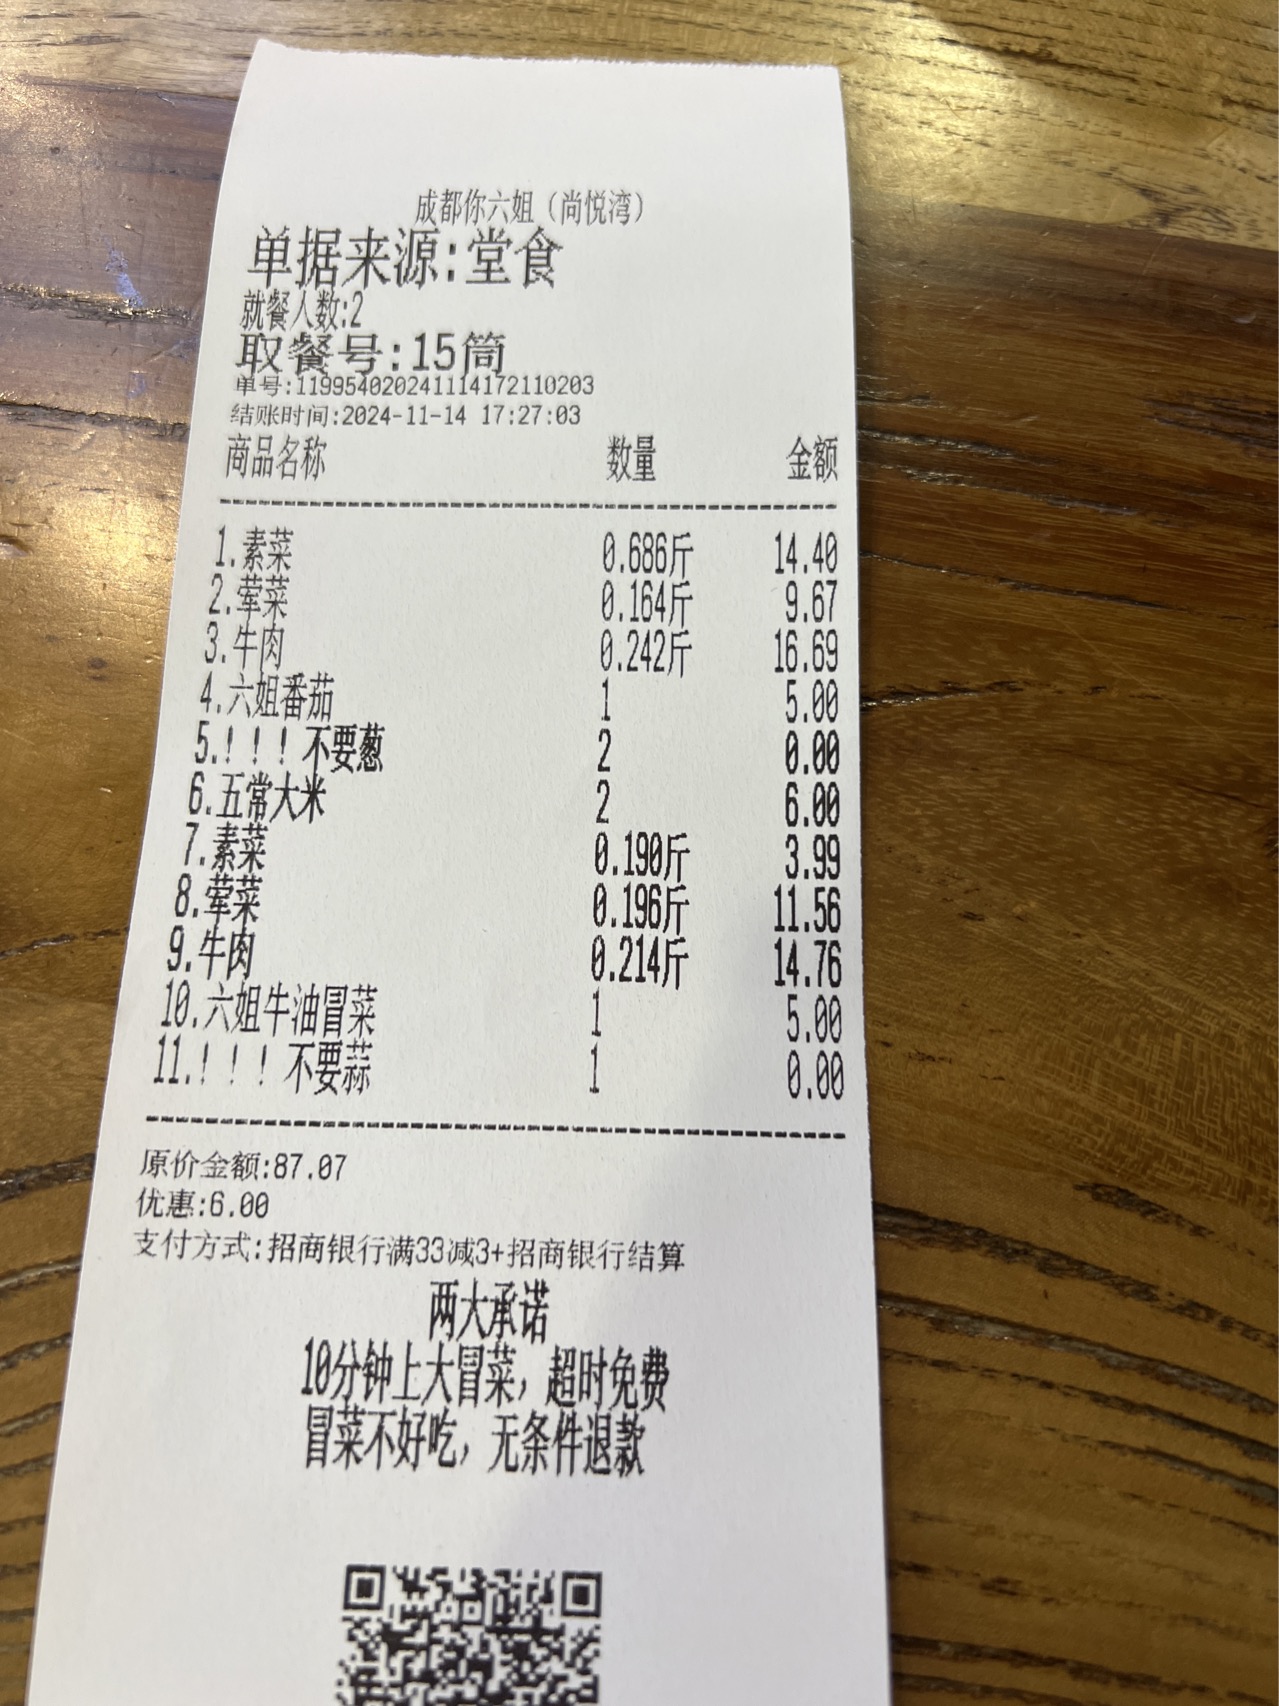 成都你六姐（尚悦湾）
单据来源:堂食
就餐人数:2
取餐号:15筒
单号:119954020241114172110203
结账时间:2024-11-14 17:27:03
商品名称 数量 金额
1.素菜 0.686斤 14.40
2.荤菜 0.164斤 9.67
3.牛肉 0.242斤 16.69
4.六姐番茄 1 5.00
5.！！！不要葱 2 0.00
6.五常大米 2 6.00
7.素菜 0.190斤 3.99
8.荤菜 0.196斤 11.56
9.牛肉 0.214斤 14.76
10.六姐牛油冒菜 1 5.00
11.！！！不要蒜 1 0.00
原价金额:87.07
优惠:6.00
支付方式:招商银行满33减3+招商银行结算
两大承诺
10分钟上大冒菜，超时免费
冒菜不好吃，无条件退款